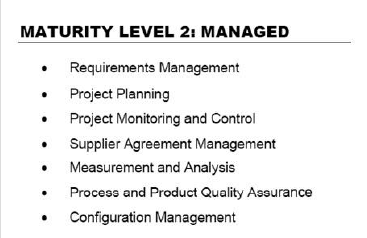 MATURITY LEVEL 2: MANAGED
• Requirements Management
• Project Planning
• Project Monitoring and Control
• Supplier Agreement Management
• Measurement and Analysis
• Process and Product Quality Assurance
• Configuration Management